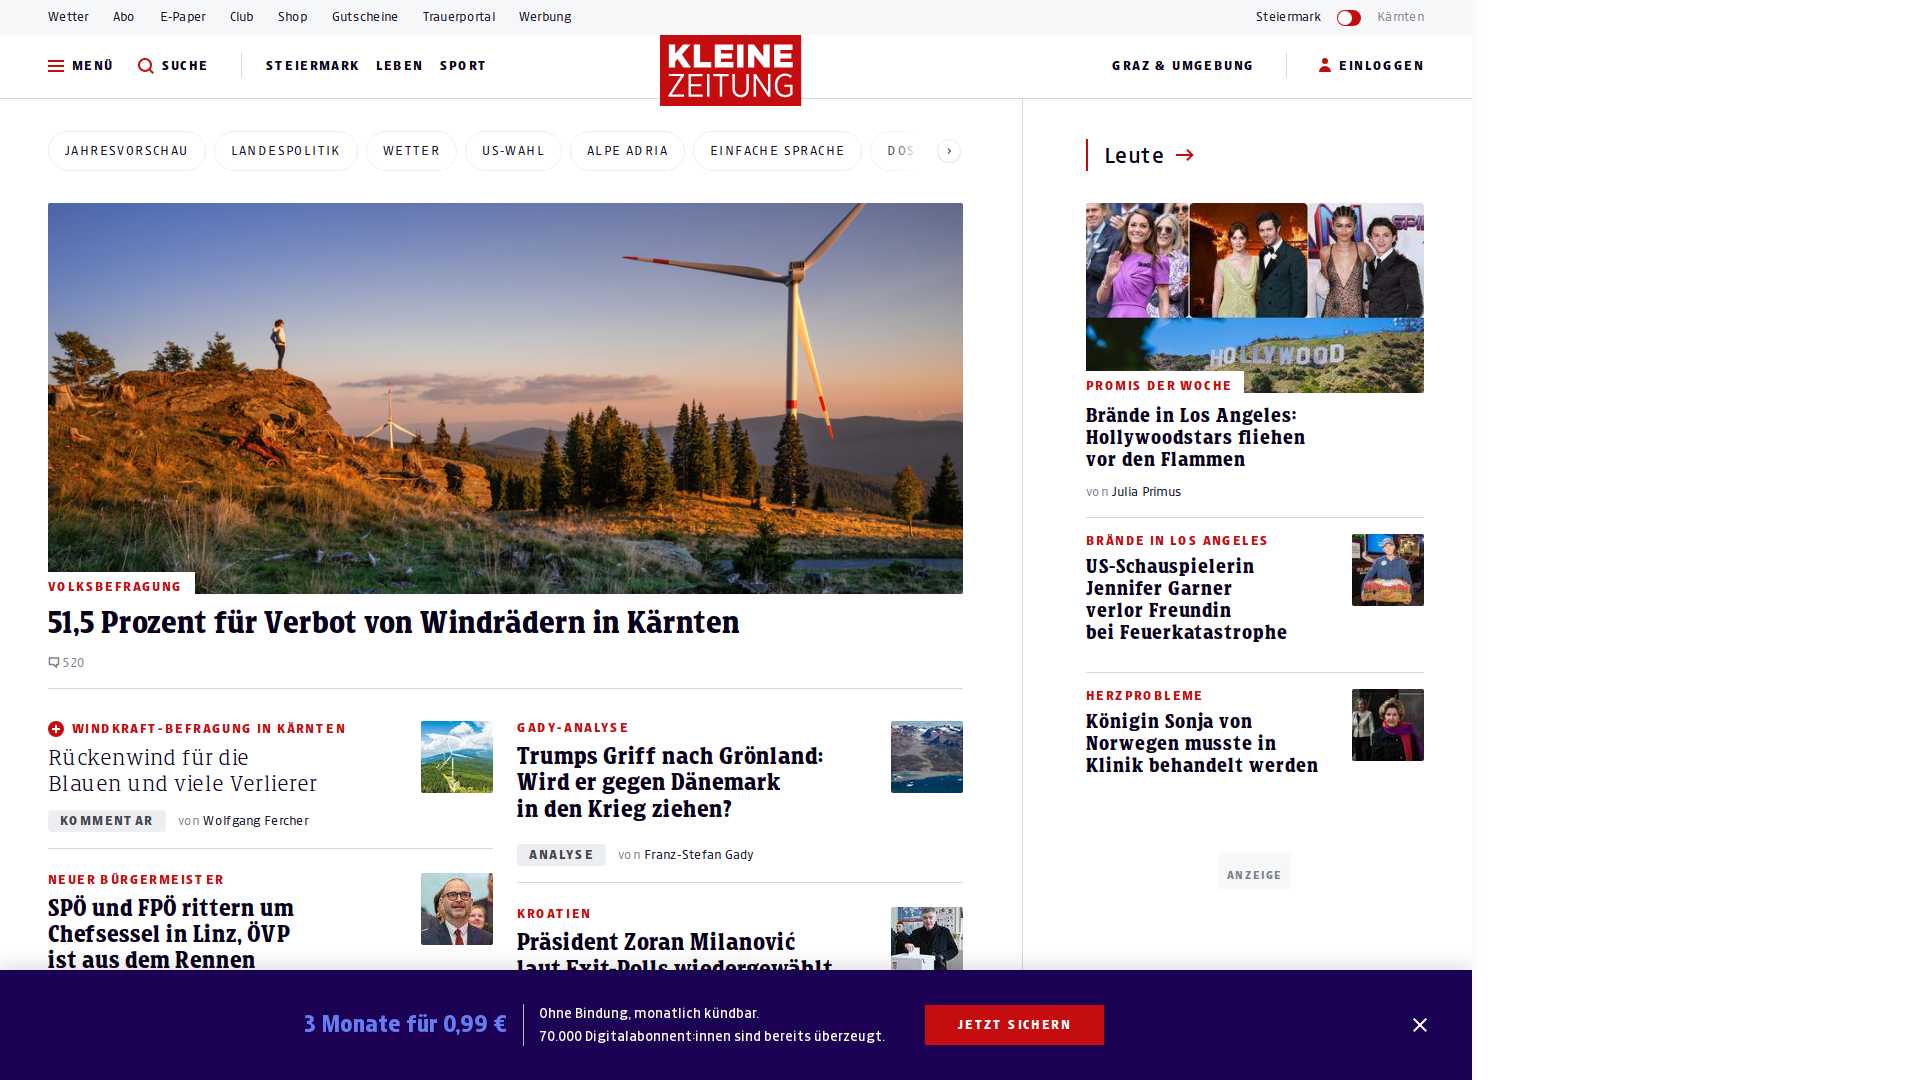 Wetter
Abo
E-Paper
Club
Shop
Gutscheine
Trauerportal
Werbung
Steiermark
Kärnten
MENÜ
SUCHE
STEIERMARK
LEBEN
SPORT
KLEINE
ZEITUNG
GRAZ & UMGEBUNG
EINLOGGEN
JAHRESVORSCHAU
LANDESPOLITIK
WETTER
US-WAHL
ALPE ADRIA
EINFACHE SPRACHE
DOS
VOLKSBEFRAGUNG
51,5 Prozent für Verbot von Windrädern in Kärnten
520
WINDKRAFT-BEFRAGUNG IN KÄRNTEN
Rückenwind für die
Blauen und viele Verlierer
KOMMENTAR
von Wolfgang Fercher
NEUER BÜRGERMEISTER
SPÖ und FPÖ rittern um
Chefsessel in Linz, ÖVP
ist aus dem Rennen
GADY-ANALYSE
Trumps Griff nach Grönland:
Wird er gegen Dänemark
in den Krieg ziehen?
ANALYSE
von Franz-Stefan Gady
KROATIEN
Präsident Zoran Milanović
laut Exit-Polls wiedergewählt
Leute
HOLLYWOOD
PROMIS DER WOCHE
Brände in Los Angeles:
Hollywoodstars fliehen
vor den Flammen
von Julia Primus
BRÄNDE IN LOS ANGELES
US-Schauspielerin
Jennifer Garner
verlor Freundin
bei Feuerkatastrophe
HERZPROBLEME
Königin Sonja von
Norwegen musste in
Klinik behandelt werden
ANZEIGE
3 Monate für 0,99 €
Ohne Bindung, monatlich kündbar.
70.000 Digitalabonnent:innen sind bereits überzeugt.
JETZT SICHERN